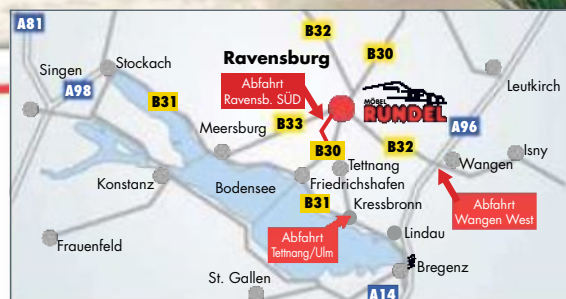 A81
B32
B30
Stockach
Ravensburg
Singen
A98
Abfahrt
Ravensb. SÜD
Leutkirch
B31
MÖBEL
RUNDEL
B33
A96
Meersburg
B32
Isny
B30
Wangen
Tettnang
Konstanz
Bodensee
Friedrichshafen
B31
Kressbronn
Abfahrt
Wangen West
Abfahrt
Tettnang/Ulm
Lindau
Frauenfeld
Bregenz
St. Gallen
A14